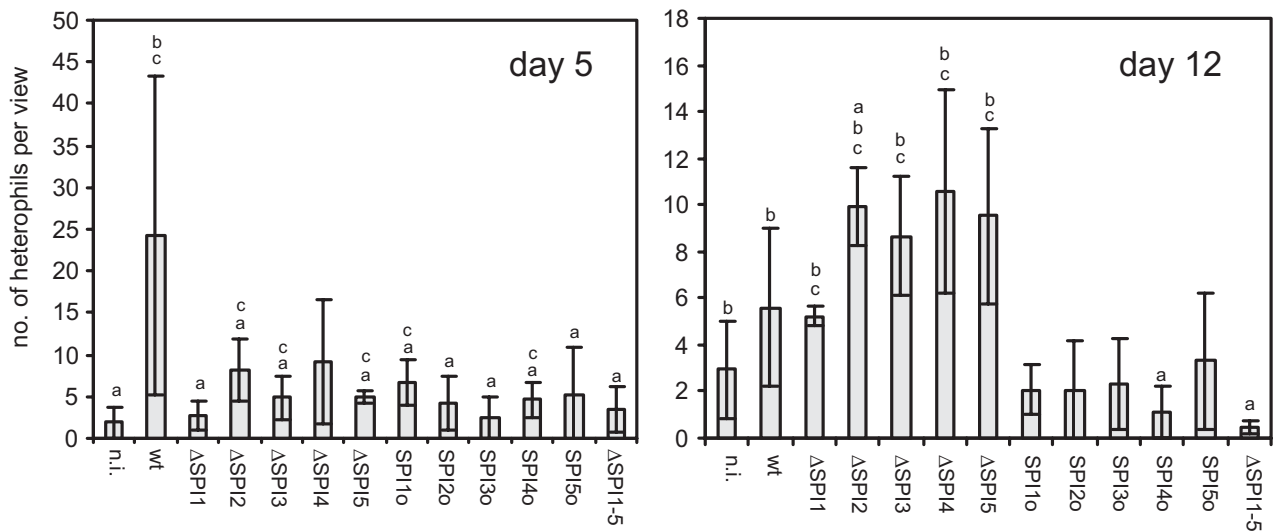 no. of heterophils per view
50
45
40
35
30
25
20
15
10
5
0
day 5
a
b
c
a
c
a
c
a
c
a
c
a
a
a
c
a
a
a
n.i.
wt
ΔSPI1
ΔSPI2
ΔSPI3
ΔSPI4
ΔSPI5
SPI1o
SPI2o
SPI3o
SPI4o
SPI5o
ΔSPI1-5
18
16
14
12
10
8
6
4
2
0
day 12
b
b
b
c
a
b
c
b
c
b
c
b
c
a
a
n.i.
wt
ΔSPI1
ΔSPI2
ΔSPI3
ΔSPI4
ΔSPI5
SPI1o
SPI2o
SPI3o
SPI4o
SPI5o
ΔSPI1-5